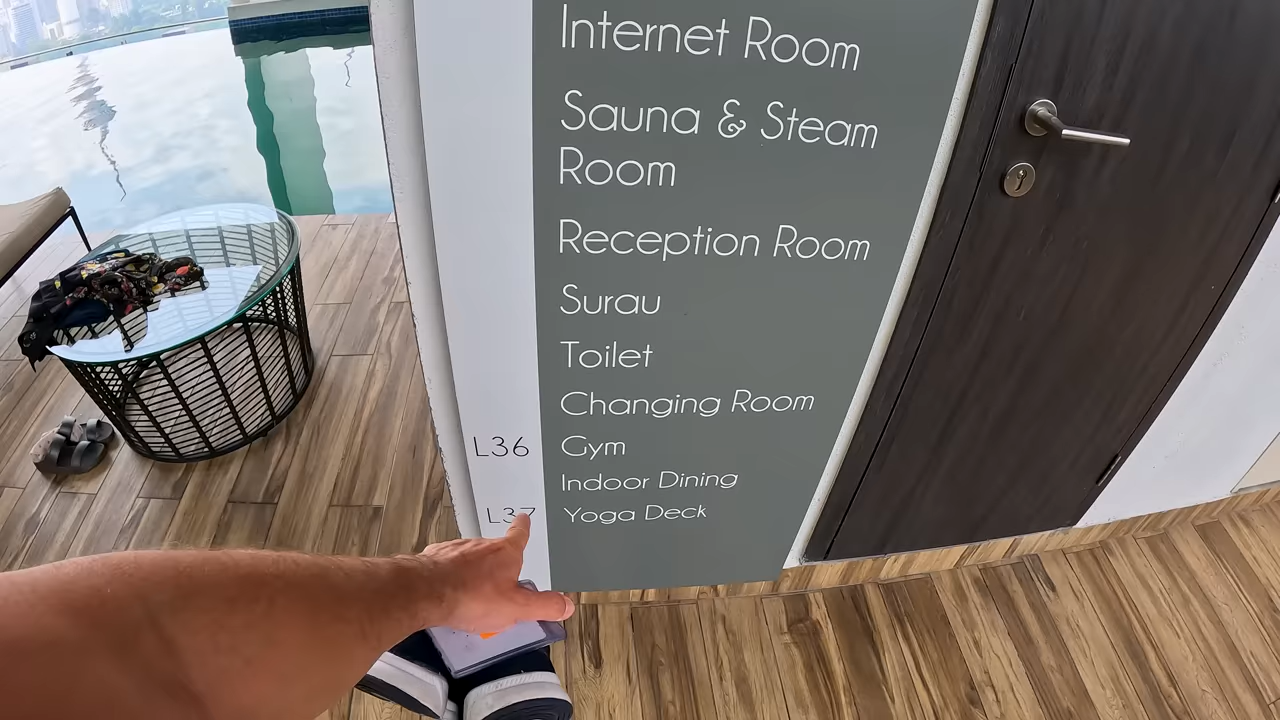 Internet Room
Sauna & Steam
Room
Reception Room
Surau
Toilet
Changing Room
L36 Gym
Indoor Dining
L37 Yoga Deck